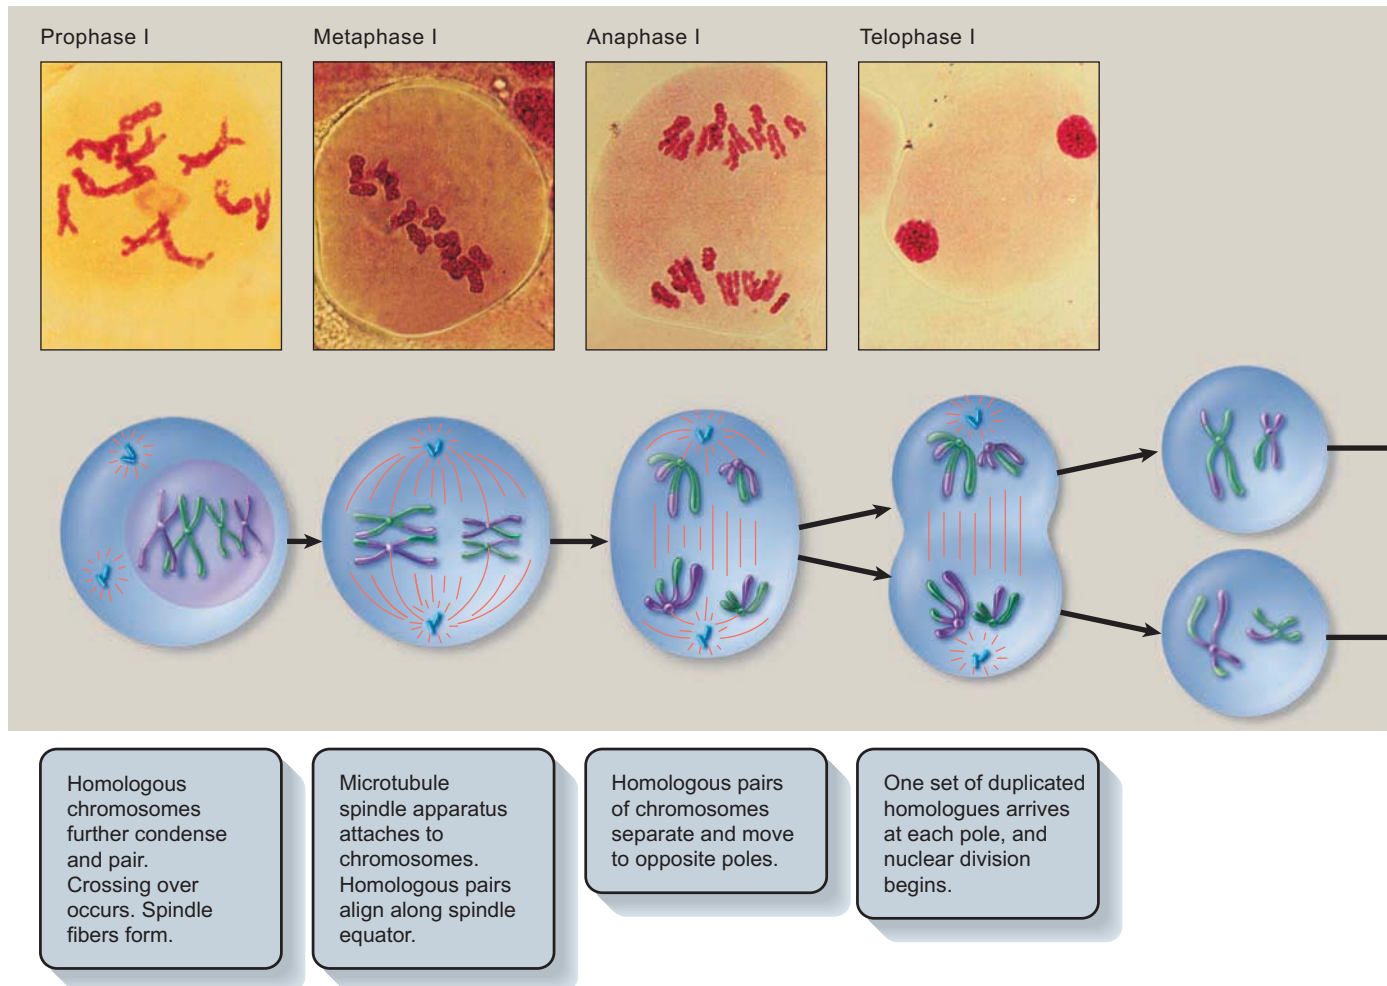 Prophase I
Metaphase I
Anaphase I
Telophase I
Homologous
chromosomes
further condense
and pair.
Crossing over
occurs. Spindle
fibers form.
Microtubule
spindle apparatus
attaches to
chromosomes.
Homologous pairs
align along spindle
equator.
Homologous pairs
of chromosomes
separate and move
to opposite poles.
One set of duplicated
homologues arrives
at each pole, and
nuclear division
begins.